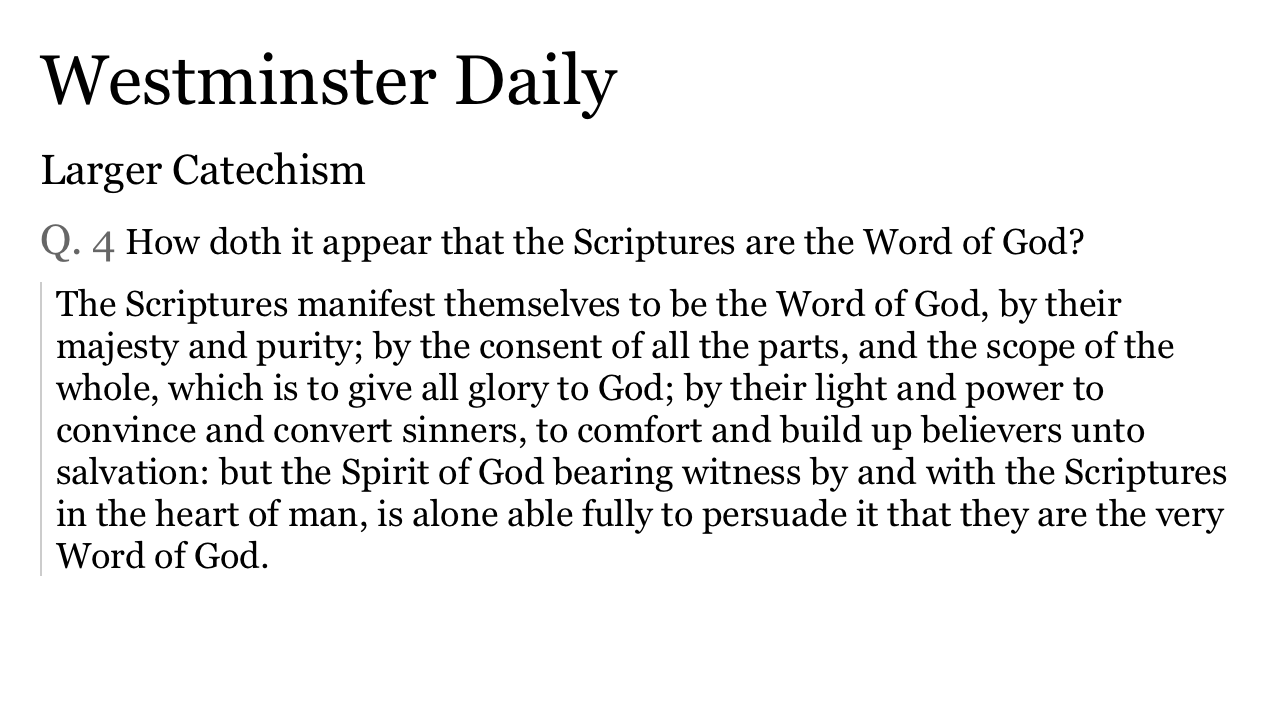 Westminster Daily
Larger Catechism
Q. 4 How doth it appear that the Scriptures are the Word of God?
The Scriptures manifest themselves to be the Word of God, by their
majesty and purity; by the consent of all the parts, and the scope of the
whole, which is to give all glory to God; by their light and power to
convince and convert sinners, to comfort and build up believers unto
salvation: but the Spirit of God bearing witness by and with the Scriptures
in the heart of man, is alone able fully to persuade it that they are the very
Word of God.